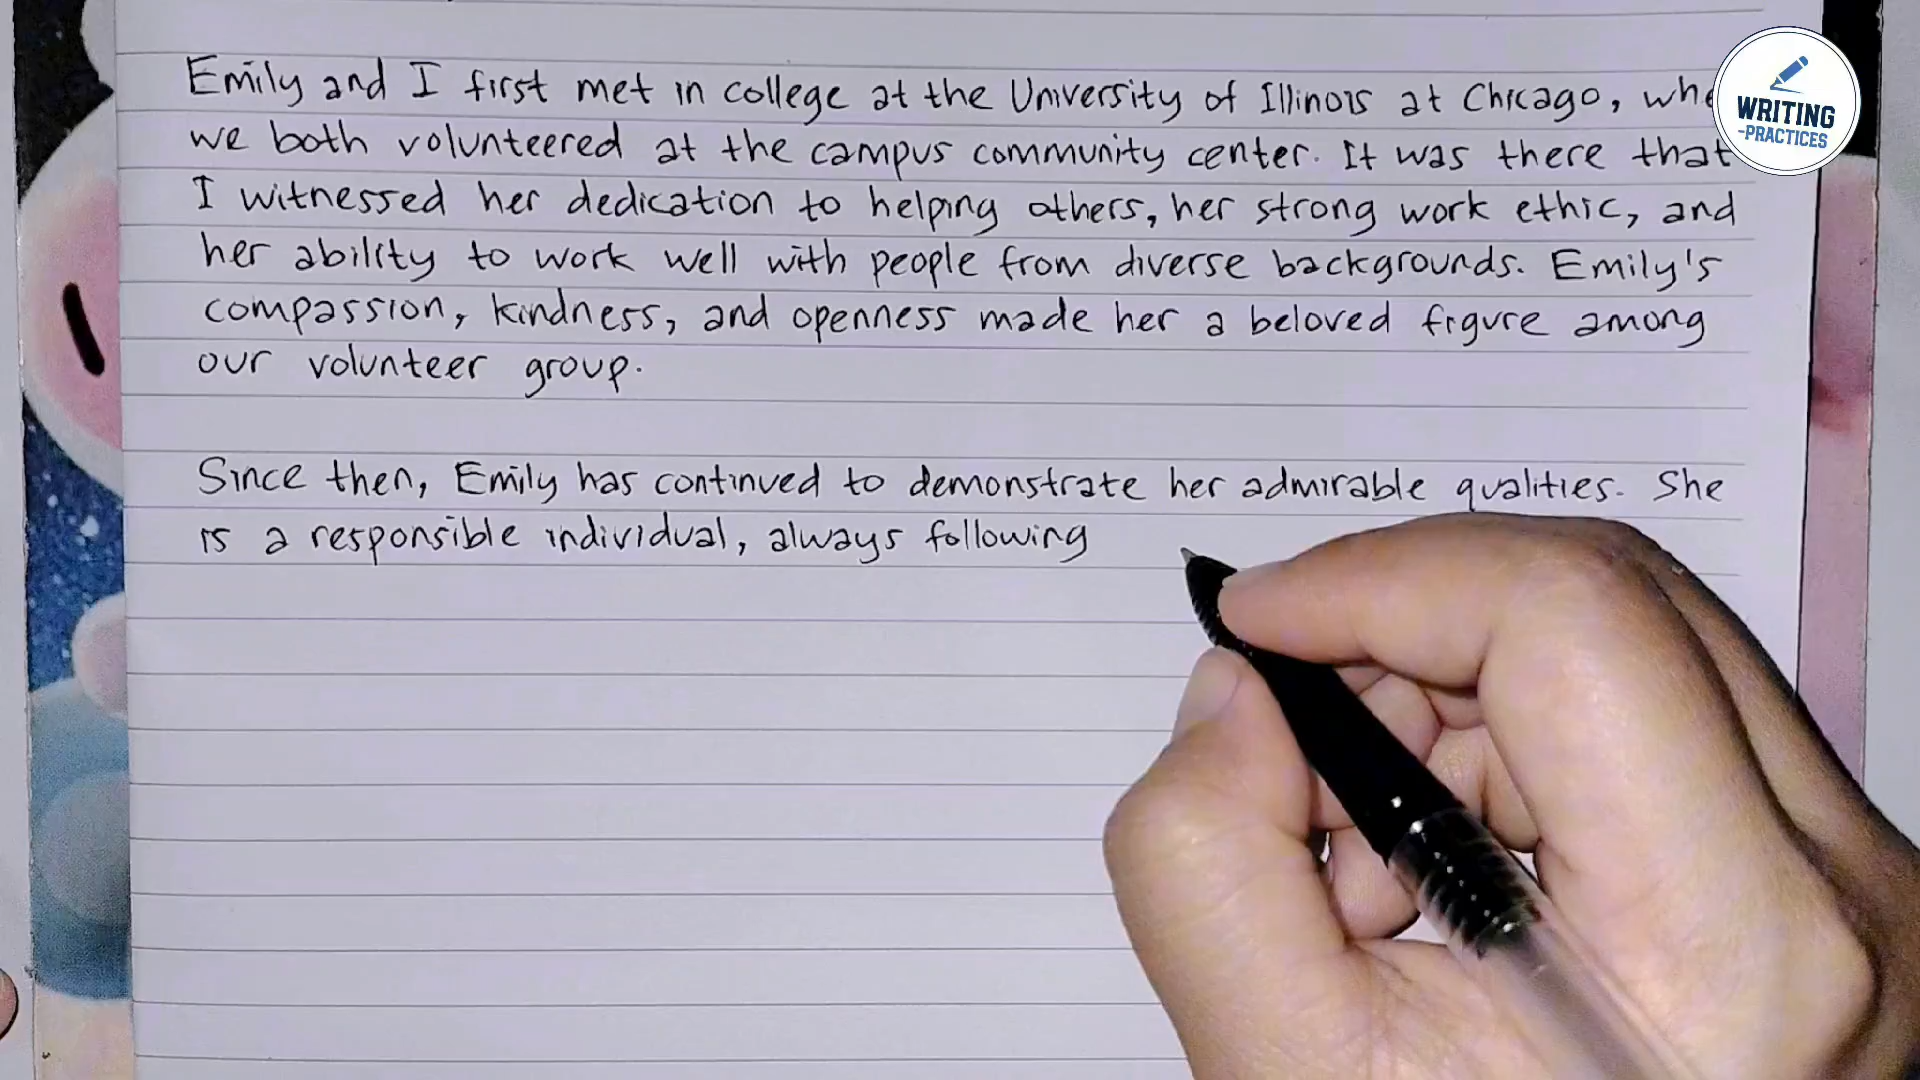 Emily and I first met in college at the University of Illinois at Chicago,
we both volunteered at the campus community center. It was there that
I witnessed her dedication to helping others, her strong work ethic, and
her ability to work well with people from diverse backgrounds. Emily's
compassion, kindness, and openness made her a beloved figure among
our volunteer group.
Since then, Emily has continued to demonstrate her admirable qualities. She
is a responsible individual, always following
WRITING
-PRACTICES